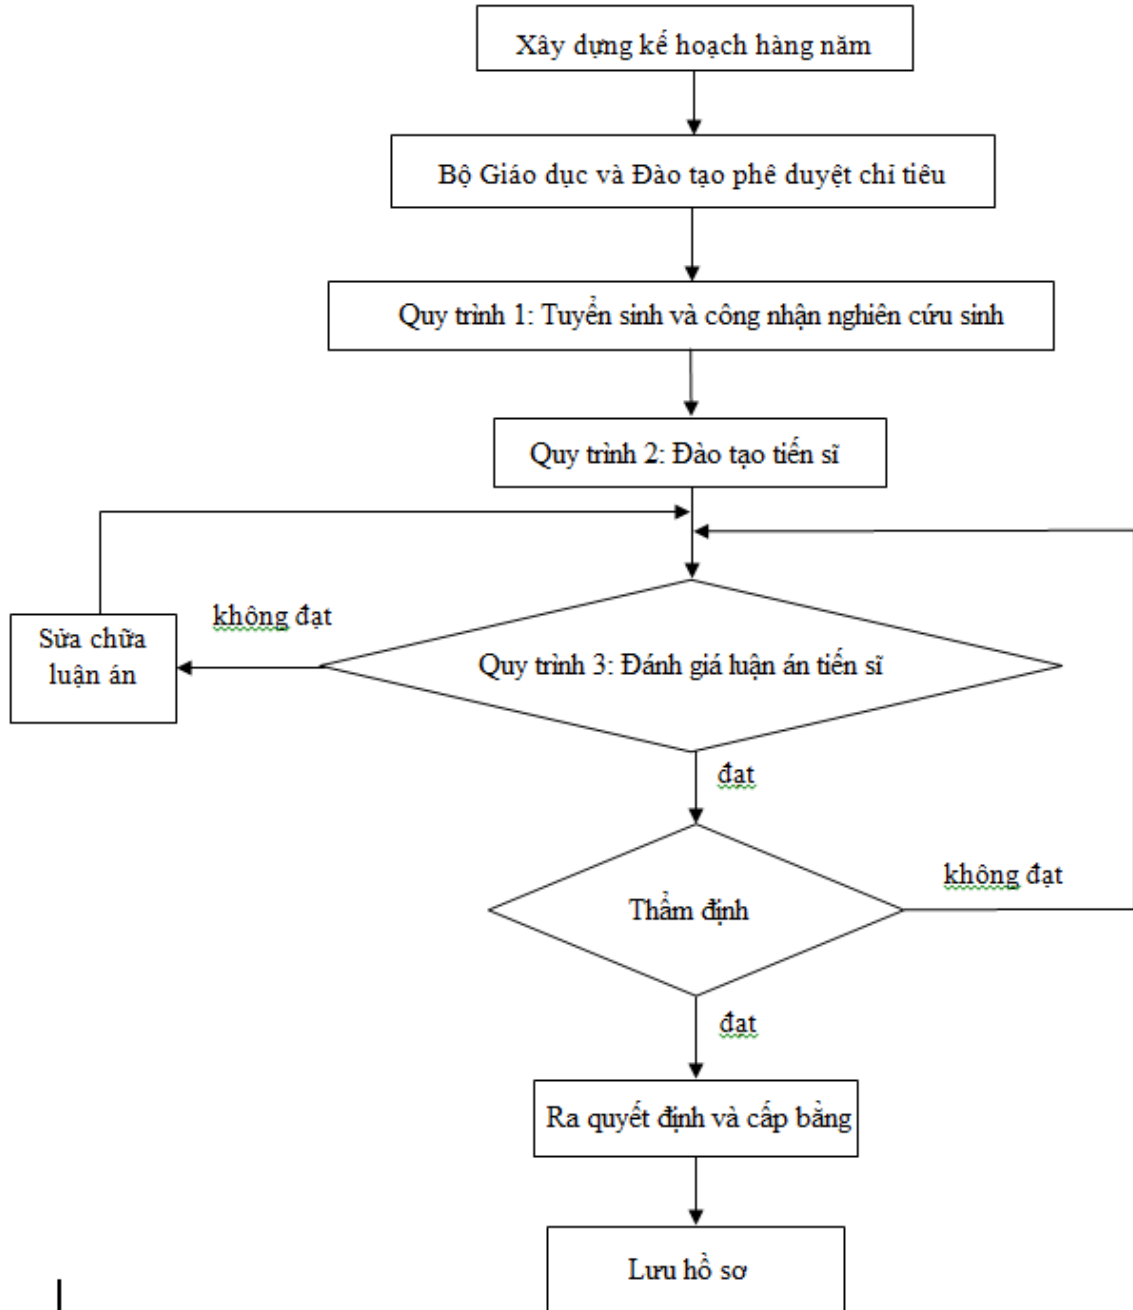 Xây dựng kế hoạch hàng năm
Bộ Giáo dục và Đào tạo phê duyệt chỉ tiêu
Quy trình 1: Tuyển sinh và công nhận nghiên cứu sinh
Quy trình 2: Đào tạo tiến sĩ
không đạt
Sửa chữa
luận án
Quy trình 3: Đánh giá luận án tiến sĩ
đạt
không đạt
Thẩm định
đạt
Ra quyết định và cấp bằng
Lưu hồ sơ